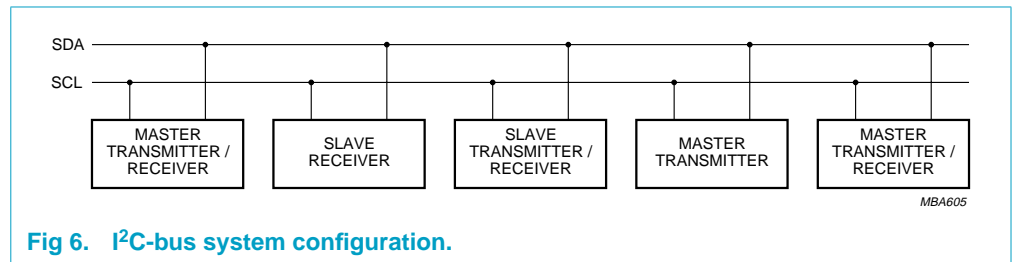 SDA
SCL
MASTER
TRANSMITTER /
RECEIVER
SLAVE
RECEIVER
SLAVE
TRANSMITTER /
RECEIVER
MASTER
TRANSMITTER
MASTER
TRANSMITTER /
RECEIVER
MBA605
Fig 6. I²C-bus system configuration.